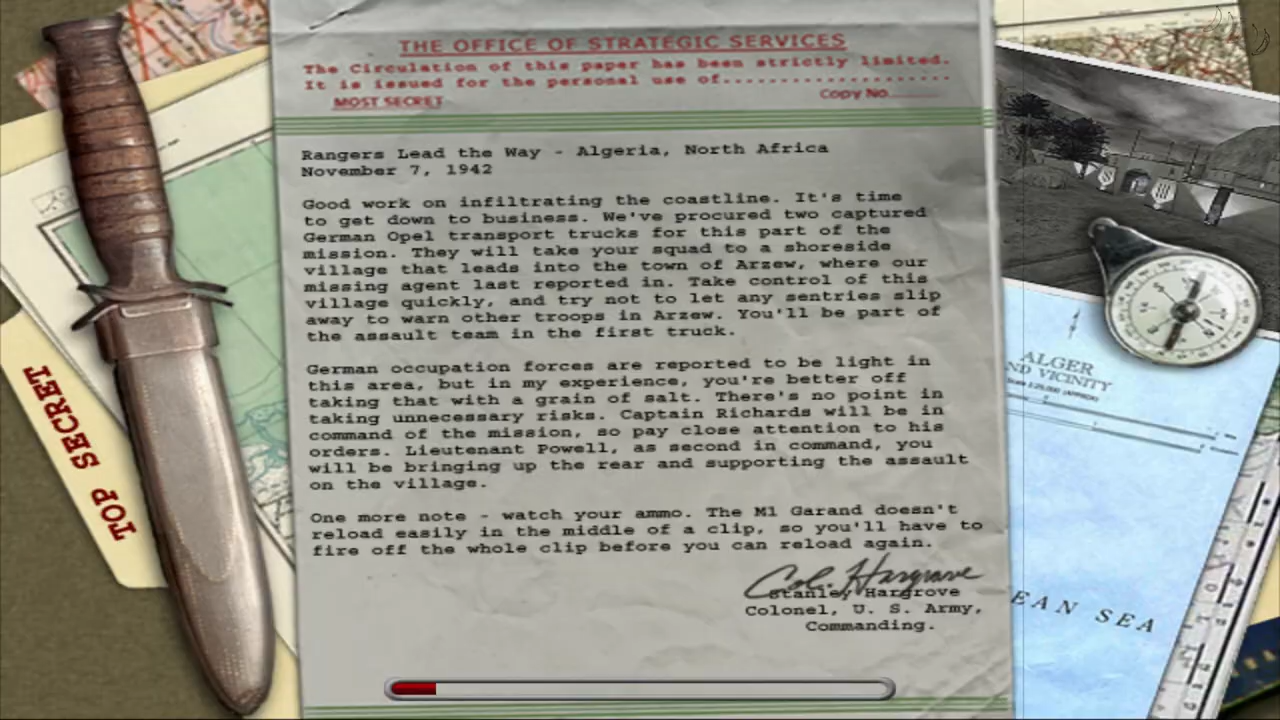 THE OFFICE OF STRATEGIC SERVICES
The Circulation of this paper has been strictly limited.
It is issued for the personal use of....................
MOST SECRET
Copy No.........
Rangers Lead the Way - Algeria, North Africa
November 7, 1942
Good work on infiltrating the coastline. It's time
to get down to business. We've procured two captured
German Opel transport trucks for this part of the
mission. They will take your squad to a shoreside
village that leads into the town of Arzew, where our
missing agent last reported in. Take control of this
village quickly, and try not to let any sentries slip
away to warn other troops in Arzew. You'll be part of
the assault team in the first truck.
German occupation forces are reported to be light in
this area, but in my experience, you're better off
taking that with a grain of salt. There's no point in
taking unnecessary risks. Captain Richards will be in
command of the mission, so pay close attention to his
orders. Lieutenant Powell, as second in command, you
will be bringing up the rear and supporting the assault
on the village.
One more note - watch your ammo. The M1 Garand doesn't
reload easily in the middle of a clip, so you'll have to
fire off the whole clip before you can reload again.
Col. Hargrove
Stanley Hargrove
Colonel, U. S. Army,
Commanding.
TOP SECRET
ALGER
ND VICINITY
EAN SEA